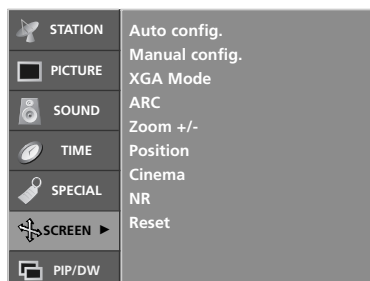 STATION
PICTURE
SOUND
TIME
SPECIAL
SCREEN ►
PIP/DW
Auto config.
Manual config.
XGA Mode
ARC
Zoom +/-
Position
Cinema
NR
Reset